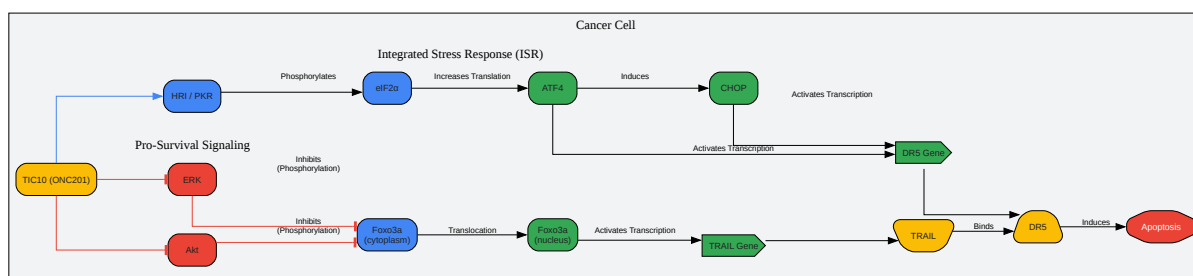 Cancer Cell
Integrated Stress Response (ISR)
Phosphorylates
Increases Translation
Induces
HRI / PKR
eIF2α
ATF4
CHOP
Activates Transcription
Pro-Survival Signaling
Activates Transcription
DR5 Gene
Inhibits
(Phosphorylation)
TIC10 (ONC201)
ERK
Inhibits
(Phosphorylation)
Akt
Foxo3a
(cytoplasm)
Translocation
Foxo3a
(nucleus)
Activates Transcription
TRAIL Gene
TRAIL
Binds
DR5
Induces
Apoptosis